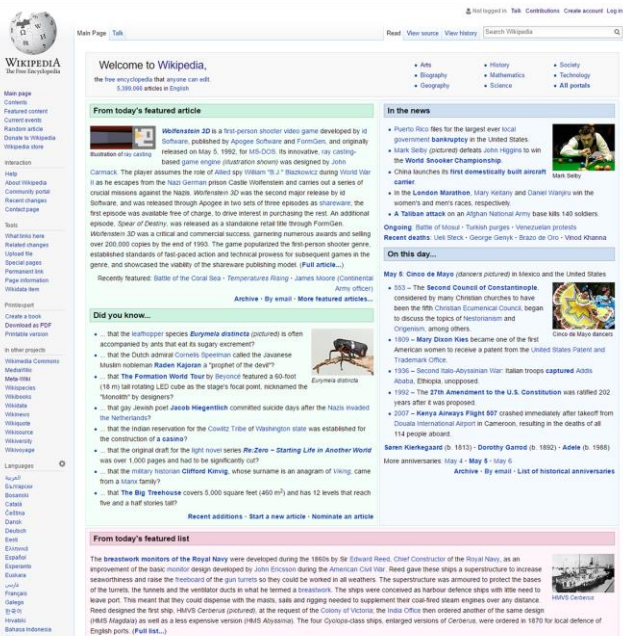 Not logged in Talk Contributions Create account Log in
WIKIPEDIA
The Free Encyclopedia
Main Page Talk
Read View source View history Search Wikipedia
Main page
Contents
Featured content
Current events
Random article
Donate to Wikipedia
Wikipedia store
Interaction
Help
About Wikipedia
Community portal
Recent changes
Contact page
Tools
What links here
Related changes
Upload file
Special pages
Permanent link
Page information
Wikidata item
Print/export
Create a book
Download as PDF
Printable version
In other projects
Wikimedia Commons
MediaWiki
Meta-Wiki
Wikispecies
Wikibooks
Wikidata
Wikinews
Wikiquote
Wikisource
Wikiversity
Wikivoyage
Languages
العربية
Български
Bosanski
Català
Čeština
Dansk
Deutsch
Eesti
Ελληνικά
Español
Esperanto
Euskara
فارسی
Français
Galego
한국어
Hrvatski
Bahasa Indonesia
Welcome to Wikipedia,
the free encyclopedia that anyone can edit.
5,399,066 articles in English
• Arts
• Biography
• Geography
• History
• Mathematics
• Science
• Society
• Technology
• All portals
From today's featured article
Illustration of ray casting
Wolfenstein 3D is a first-person shooter video game developed by id
Software, published by Apogee Software and FormGen, and originally
released on May 5, 1992, for MS-DOS. Its innovative, ray casting-
based game engine (illustration shown) was designed by John
Carmack. The player assumes the role of Allied spy William "B.J." Blazkowicz during World War
II as he escapes from the Nazi German prison Castle Wolfenstein and carries out a series of
crucial missions against the Nazis. Wolfenstein 3D was the second major release by id
Software, and was released through Apogee in two sets of three episodes as shareware; the
first episode was available free of charge, to drive interest in purchasing the rest. An additional
episode, Spear of Destiny, was released as a standalone retail title through FormGen.
Wolfenstein 3D was a critical and commercial success, garnering numerous awards and selling
over 200,000 copies by the end of 1993. The game popularized the first-person shooter genre,
established standards of fast-paced action and technical prowess for subsequent games in the
genre, and showcased the viability of the shareware publishing model. (Full article...)
Recently featured: Battle of the Coral Sea · Temperatures Rising · James Moore (Continental
Army officer)
Archive · By email · More featured articles...
Did you know...
• ... that the leafhopper species Eurymela distincta (pictured) is often
accompanied by ants that eat its sugary excrement?
• ... that the Dutch admiral Cornelis Speelman called the Javanese
Muslim nobleman Raden Kajoran a "prophet of the devil"?
• ... that The Formation World Tour by Beyoncé featured a 60-foot
(18 m) tall rotating LED cube as the stage's focal point, nicknamed the
"Monolith" by designers?
Eurymela distincta
• ... that gay Jewish poet Jacob Hiegentlich committed suicide days after the Nazis invaded
the Netherlands?
• ... that the Indian reservation for the Cowlitz Tribe of Washington state was established for
the construction of a casino?
• ... that the original draft for the light novel series Re:Zero − Starting Life in Another World
was over 1,000 pages and had to be significantly cut?
• ... that the military historian Clifford Kinvig, whose surname is an anagram of Viking, came
from a Manx family?
• ... that The Big Treehouse covers 5,000 square feet (460 m²) and has 12 levels that reach
five and a half stories tall?
Recent additions · Start a new article · Nominate an article
In the news
• Puerto Rico files for the largest ever local
government bankruptcy in the United States.
• Mark Selby (pictured) defeats John Higgins to win
the World Snooker Championship.
• China launches its first domestically built aircraft
carrier.
Mark Selby
• In the London Marathon, Mary Keitany and Daniel Wanjiru win the
women's and men's races, respectively.
• A Taliban attack on an Afghan National Army base kills 140 soldiers.
Ongoing: Battle of Mosul · Turkish purges · Venezuelan protests
Recent deaths: Ueli Steck · George Genyk · Brazo de Oro · Vinod Khanna
On this day...
May 5: Cinco de Mayo (dancers pictured) in Mexico and the United States
• 553 – The Second Council of Constantinople,
considered by many Christian churches to have
been the fifth Christian Ecumenical Council, began
to discuss the topics of Nestorianism and
Origenism, among others.
Cinco de Mayo dancers
• 1809 – Mary Dixon Kies became one of the first
American women to receive a patent from the United States Patent and
Trademark Office.
• 1936 – Second Italo-Abyssinian War: Italian troops captured Addis
Ababa, Ethiopia, unopposed.
• 1992 – The 27th Amendment to the U.S. Constitution was ratified 202
years after it was proposed.
• 2007 – Kenya Airways Flight 507 crashed immediately after takeoff from
Douala International Airport in Cameroon, resulting in the deaths of all
114 people aboard.
Søren Kierkegaard (b. 1813) · Dorothy Garrod (b. 1892) · Adele (b. 1988)
More anniversaries: May 4 · May 5 · May 6
Archive · By email · List of historical anniversaries
From today's featured list
The breastwork monitors of the Royal Navy were developed during the 1860s by Sir Edward Reed, Chief Constructor of the Royal Navy, as an
improvement of the basic monitor design developed by John Ericsson during the American Civil War. Reed gave these ships a superstructure to increase
seaworthiness and raise the freeboard of the gun turrets so they could be worked in all weathers. The superstructure was armoured to protect the bases
of the turrets, the funnels and the ventilator ducts in what he termed a breastwork. The ships were conceived as harbour defence ships with little need to
leave port. This meant that they could dispense with the masts, sails and rigging needed to supplement their coal-fired steam engines over any distance.
Reed designed the first ship, HMVS Cerberus (pictured), at the request of the Colony of Victoria; the India Office then ordered another of the same design
(HMS Magdala) as well as a less expensive version (HMS Abyssinia). The four Cyclops-class ships, enlarged versions of Cerberus, were ordered in 1870 for local defence of
English ports. (Full list...)
HMVS Cerberus